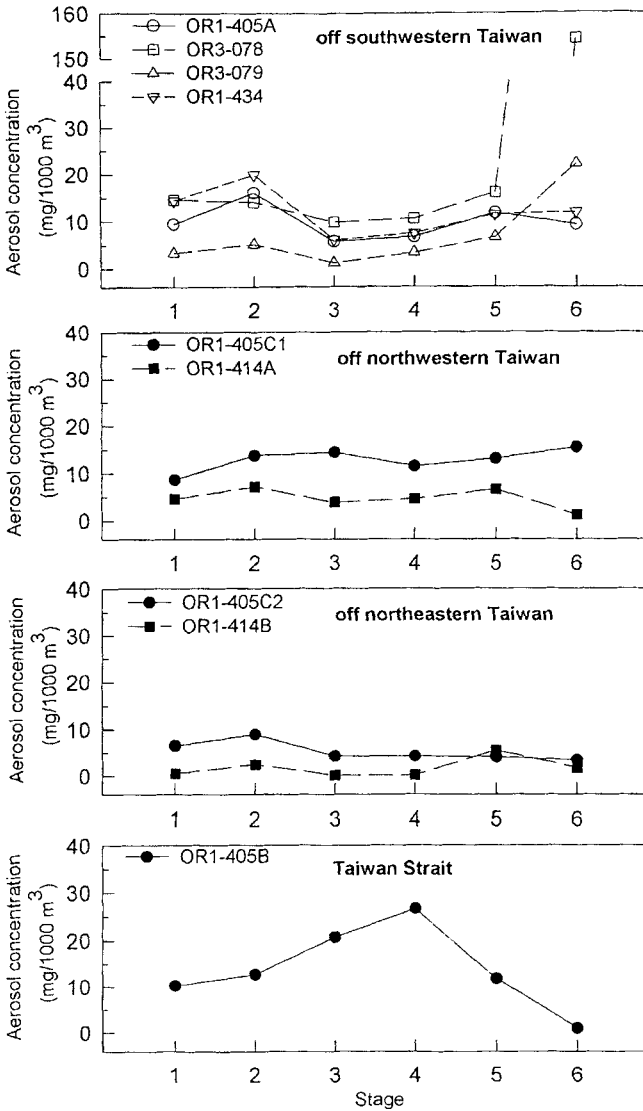 160
150
40
30
20
10
0
OR1-405A
OR3-078
OR3-079
OR1-434
off southwestern Taiwan
Aerosol concentration
(mg/1000 m³)
1 2 3 4 5 6
40
30
20
10
0
OR1-405C1
OR1-414A
off northwestern Taiwan
Aerosol concentration
(mg/1000 m³)
1 2 3 4 5 6
40
30
20
10
0
OR1-405C2
OR1-414B
off northeastern Taiwan
Aerosol concentration
(mg/1000 m³)
1 2 3 4 5 6
40
30
20
10
0
OR1-405B
Taiwan Strait
Aerosol concentration
(mg/1000 m³)
1 2 3 4 5 6
Stage